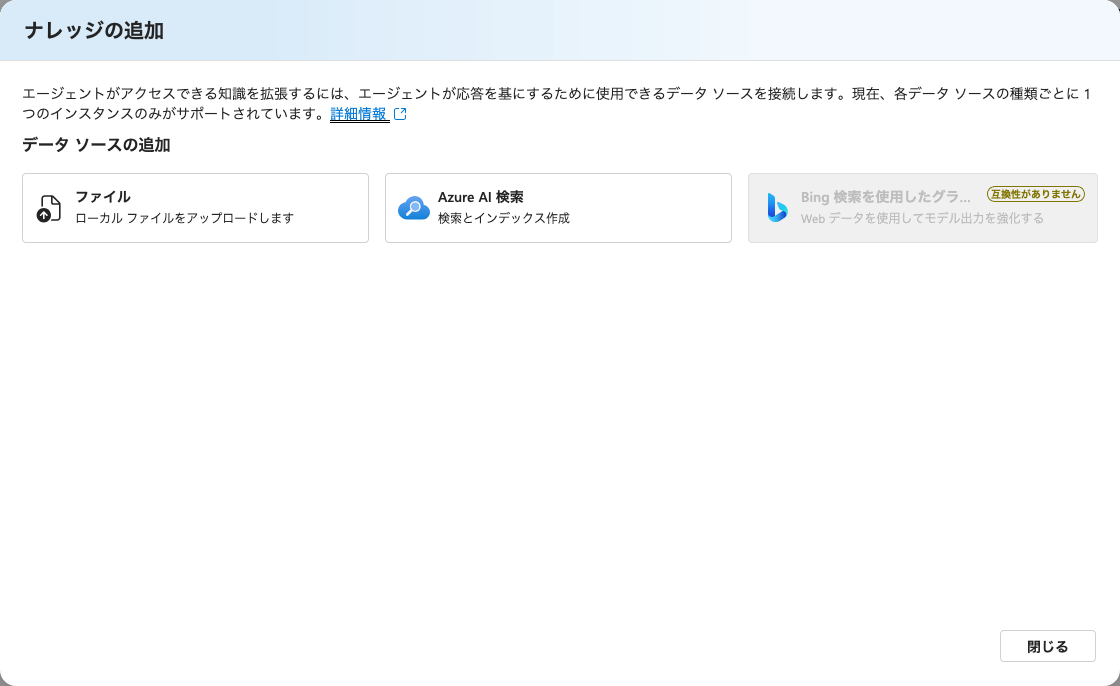 ナレッジの追加
エージェントがアクセスできる知識を拡張するには、エージェントが応答を基にするために使用できるデータ ソースを接続します。現在、各データ ソースの種類ごとに 1
つのインスタンスのみがサポートされています。詳細情報
データ ソースの追加
ファイル
ローカル ファイルをアップロードします
Azure AI 検索
検索とインデックス作成
Bing 検索を使用したグラ... 互換性がありません
Web データを使用してモデル出力を強化する
閉じる